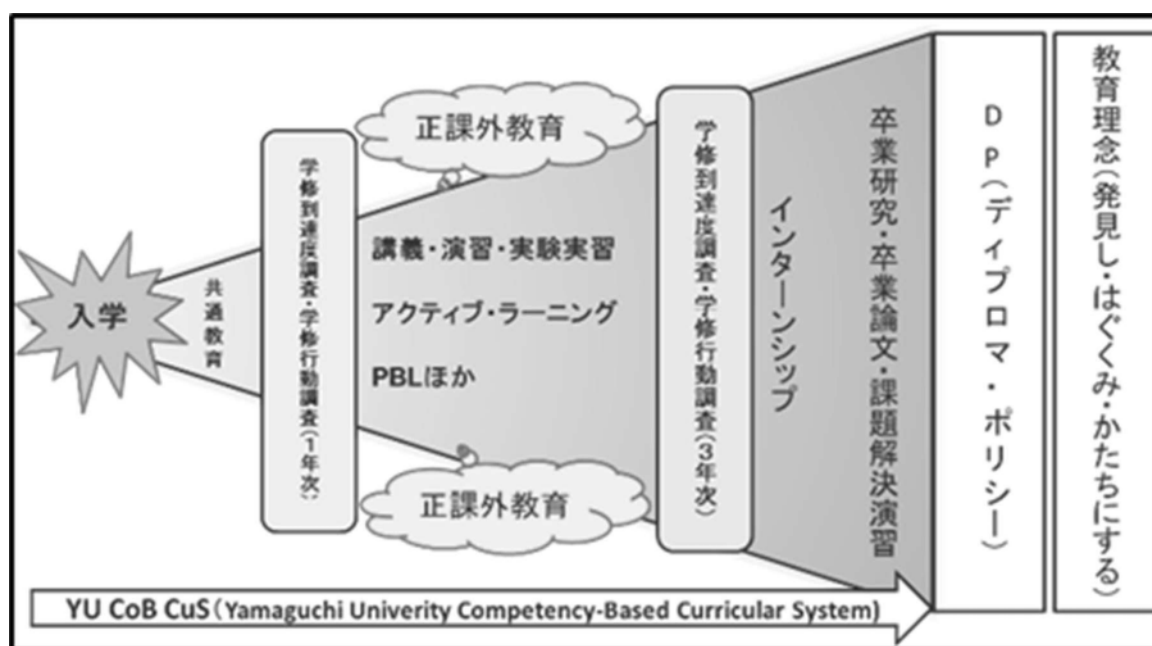 入学
共通教育
学修到達度調査・学修行動調査(1年次)
正課外教育
講義・演習・実験実習
アクティブ・ラーニング
PBLほか
正課外教育
学修到達度調査・学修行動調査(3年次)
インターンシップ
卒業研究・卒業論文・課題解決演習
DP(ディプロマ・ポリシー)
教育理念(発見し・はぐくみ・かたちにする)
YU CoB CuS(Yamaguchi Univerity Competency-Based Curricular System)